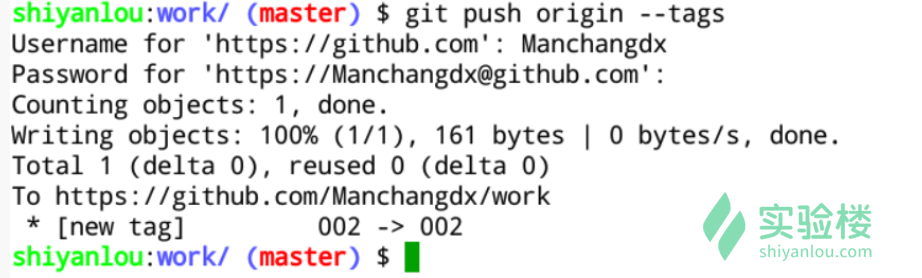 shiyanlou:work/ (master) $ git push origin --tags
Username for 'https://github.com': Manchangdx
Password for 'https://Manchangdx@github.com':
Counting objects: 1, done.
Writing objects: 100% (1/1), 161 bytes | 0 bytes/s, done.
Total 1 (delta 0), reused 0 (delta 0)
To https://github.com/Manchangdx/work
 * [new tag]         002 -> 002
shiyanlou:work/ (master) $
实验楼
shiyanlou.com